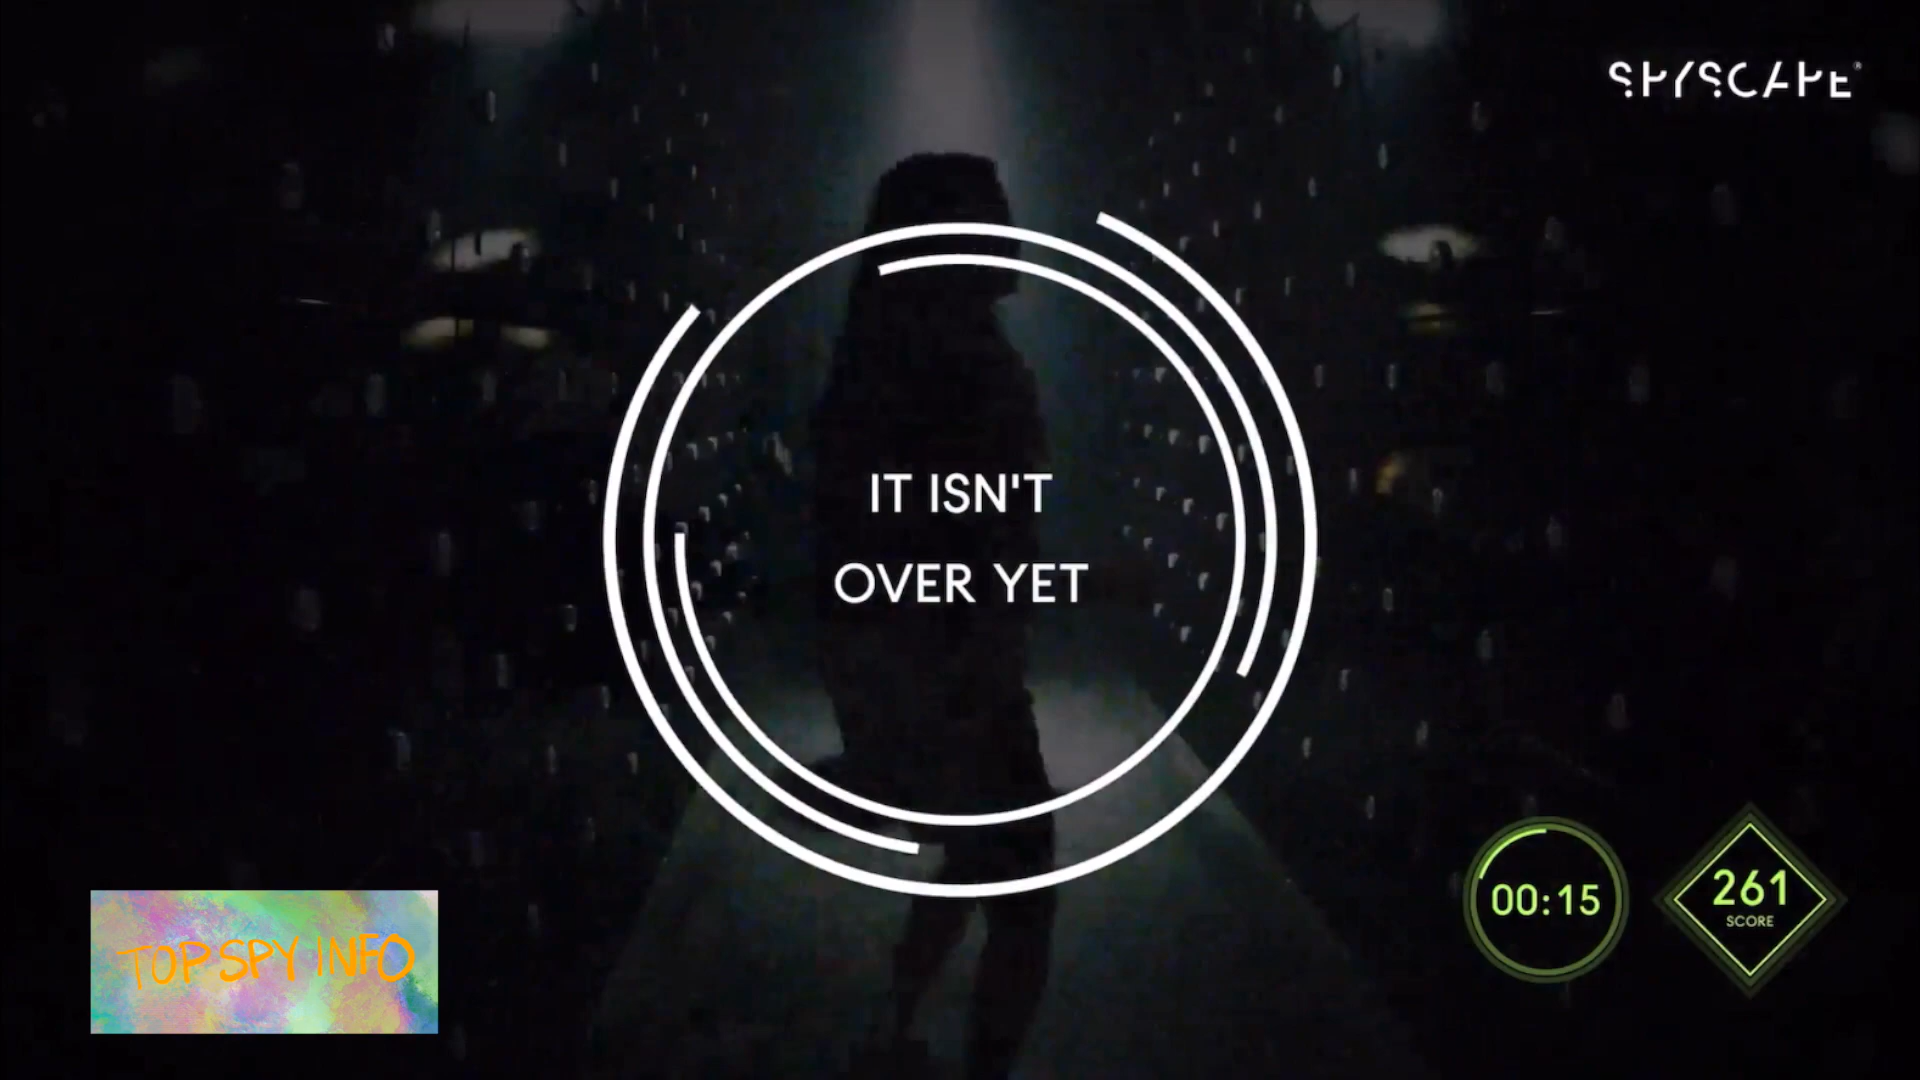 SPYSCAPE®
IT ISN'T
OVER YET
00:15
261
SCORE
TOP SPY INFO